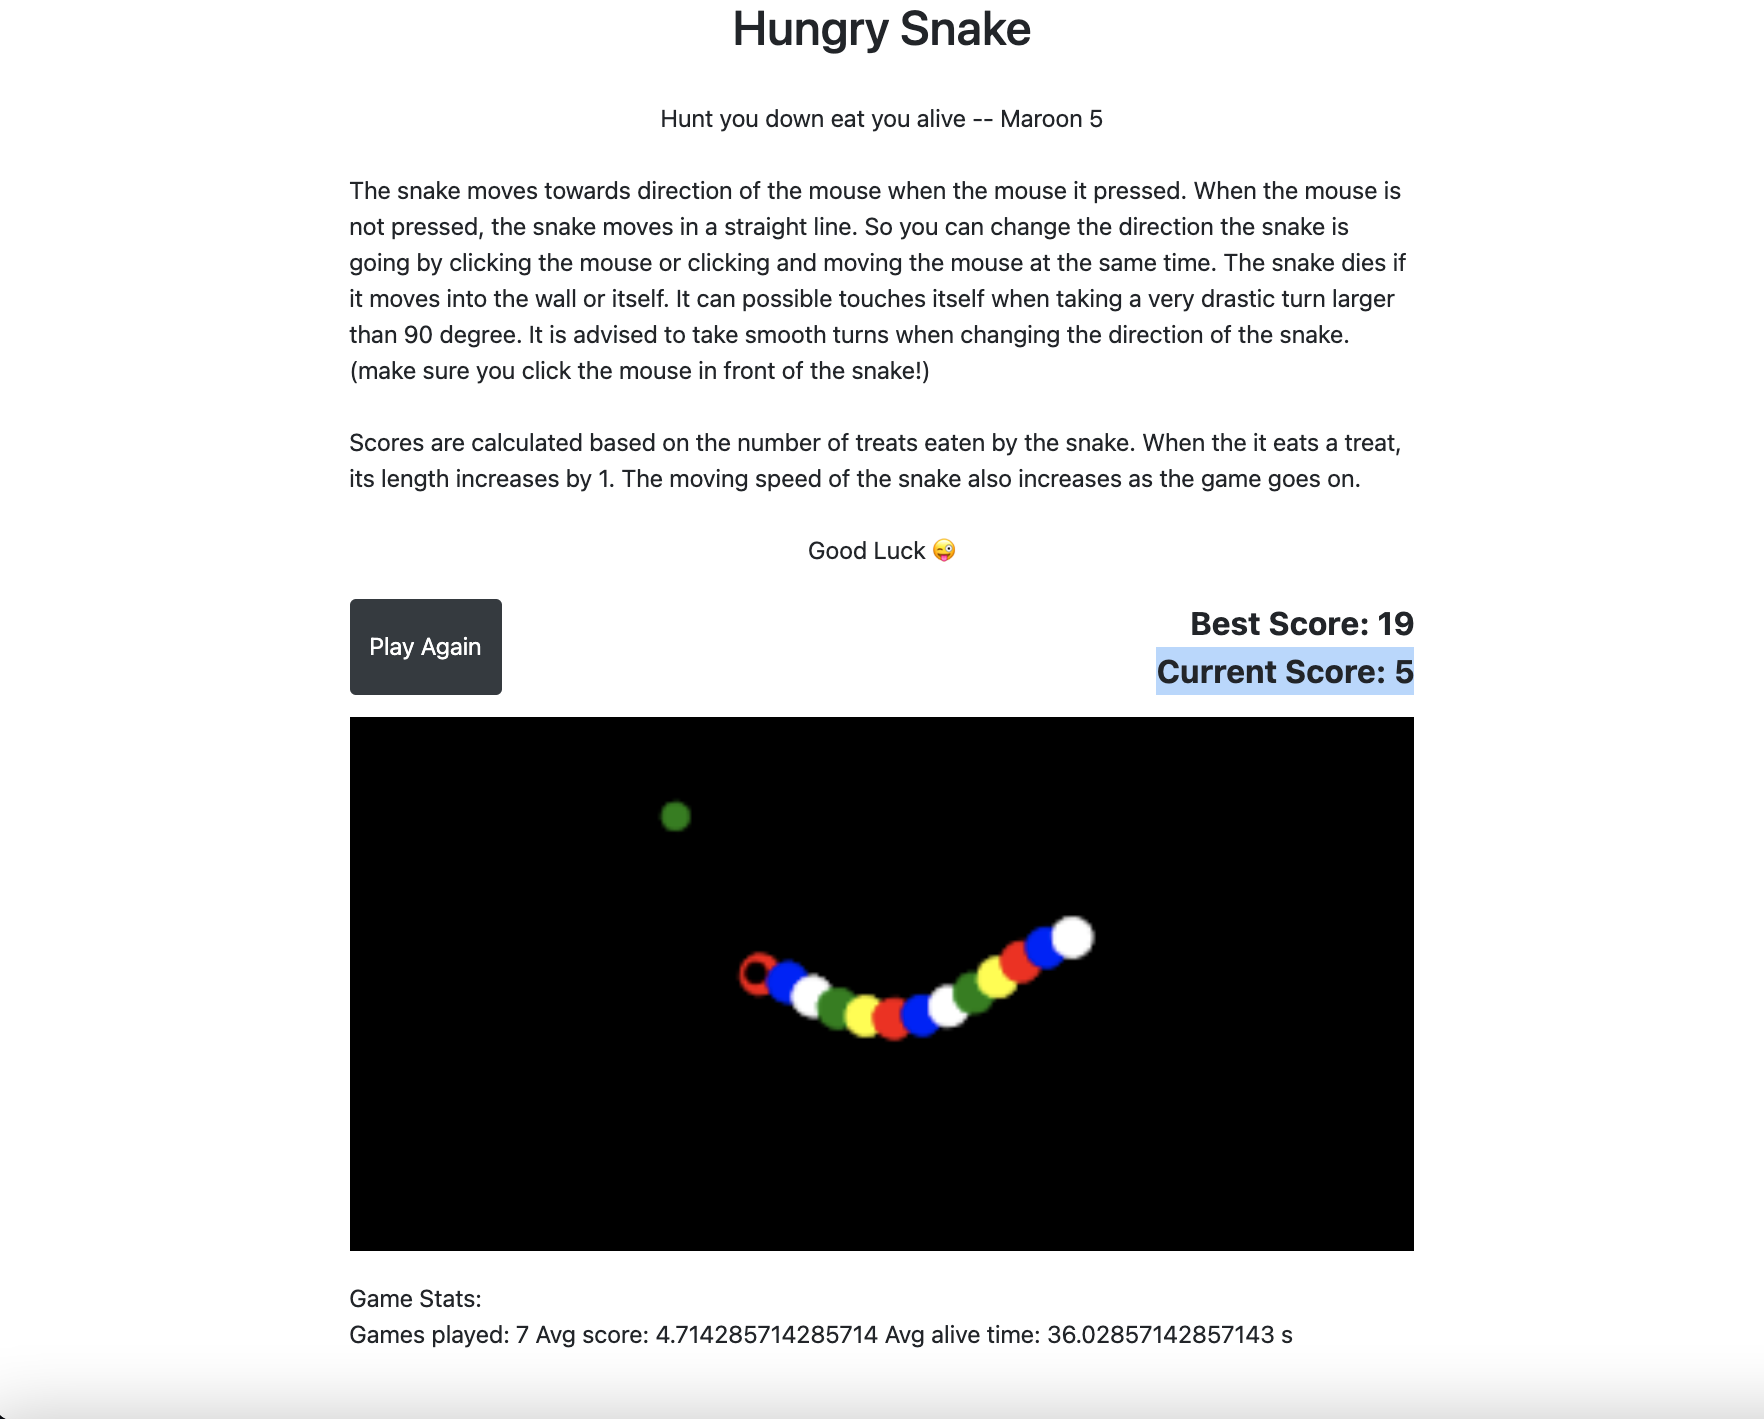 Hungry Snake
Hunt you down eat you alive -- Maroon 5
The snake moves towards direction of the mouse when the mouse it pressed. When the mouse is
not pressed, the snake moves in a straight line. So you can change the direction the snake is
going by clicking the mouse or clicking and moving the mouse at the same time. The snake dies if
it moves into the wall or itself. It can possible touches itself when taking a very drastic turn larger
than 90 degree. It is advised to take smooth turns when changing the direction of the snake.
(make sure you click the mouse in front of the snake!)
Scores are calculated based on the number of treats eaten by the snake. When the it eats a treat,
its length increases by 1. The moving speed of the snake also increases as the game goes on.
Good Luck 😜
Play Again
Best Score: 19
Current Score: 5
Game Stats:
Games played: 7 Avg score: 4.714285714285714 Avg alive time: 36.02857142857143 s